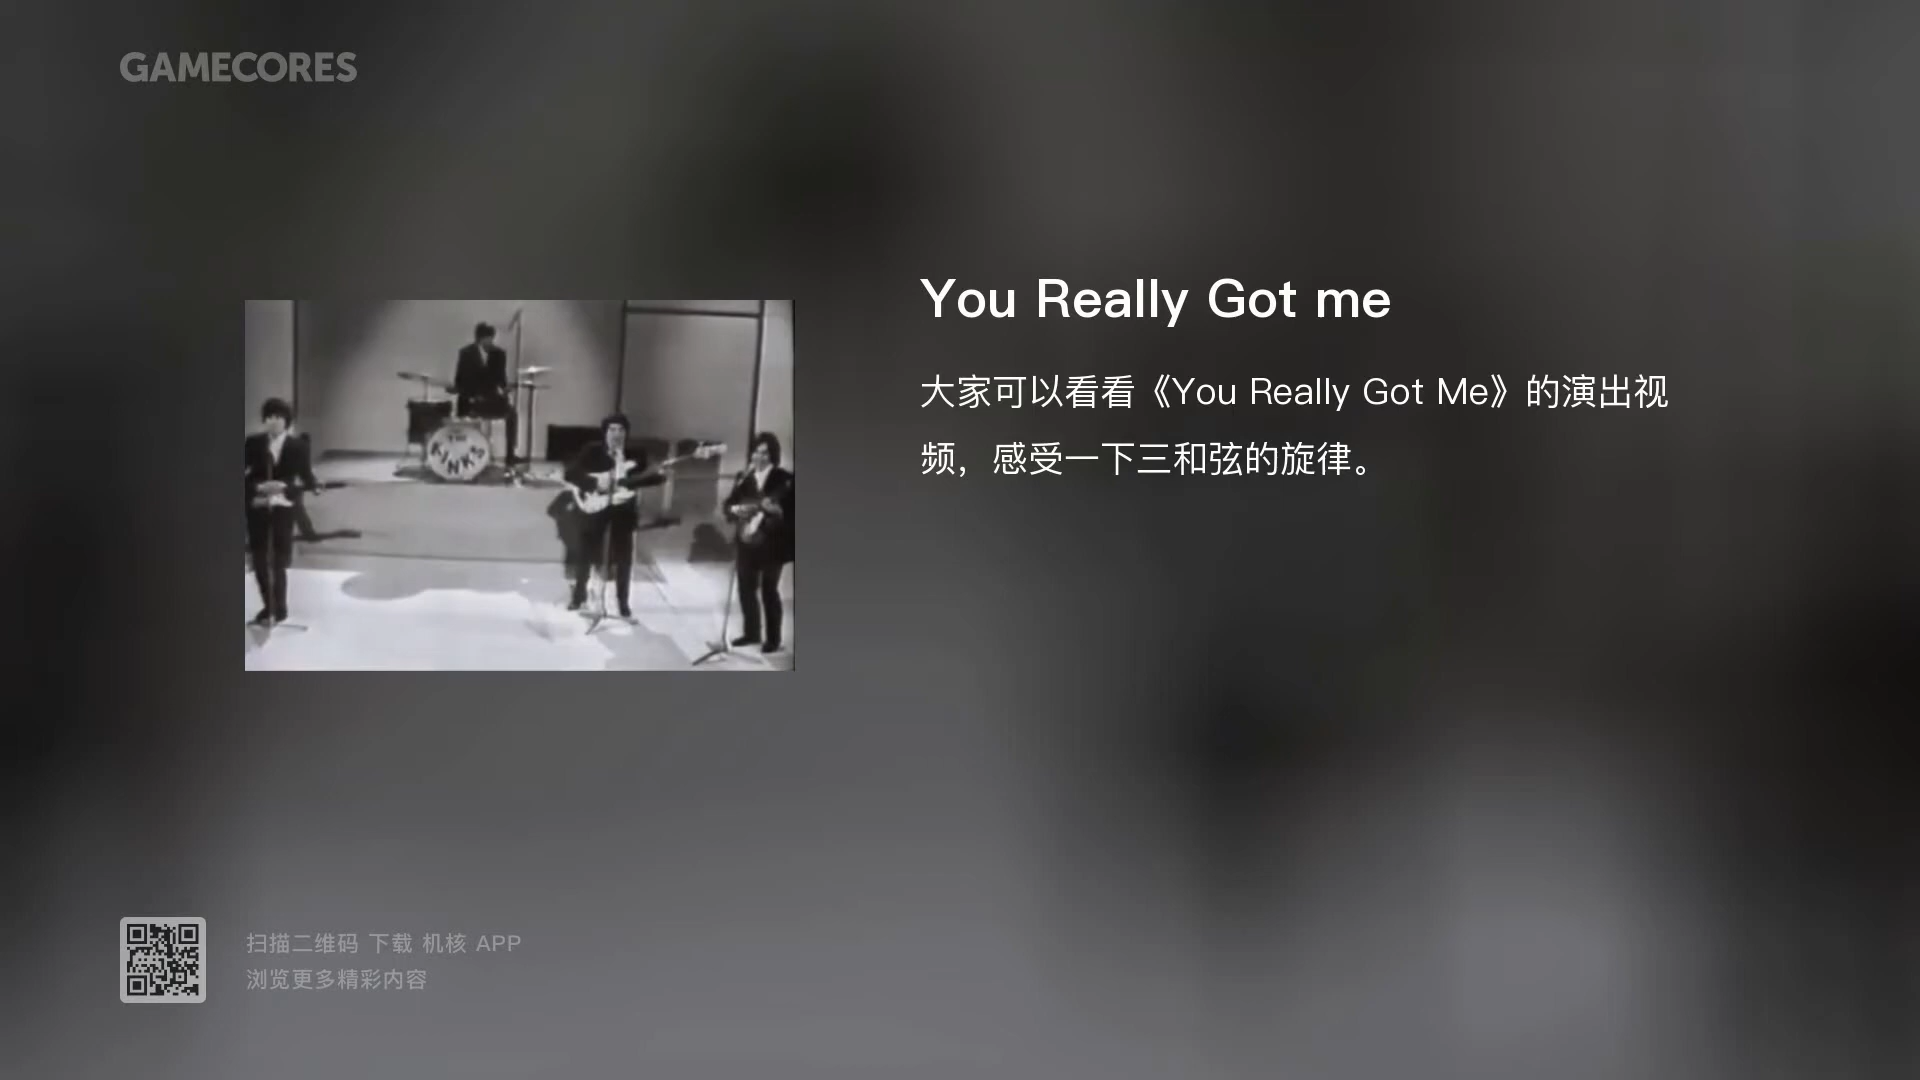 GAMECORES
You Really Got me
大家可以看看《You Really Got Me》的演出视
频，感受一下三和弦的旋律。
THE
KINKS
扫描二维码 下载 机核 APP
浏览更多精彩内容